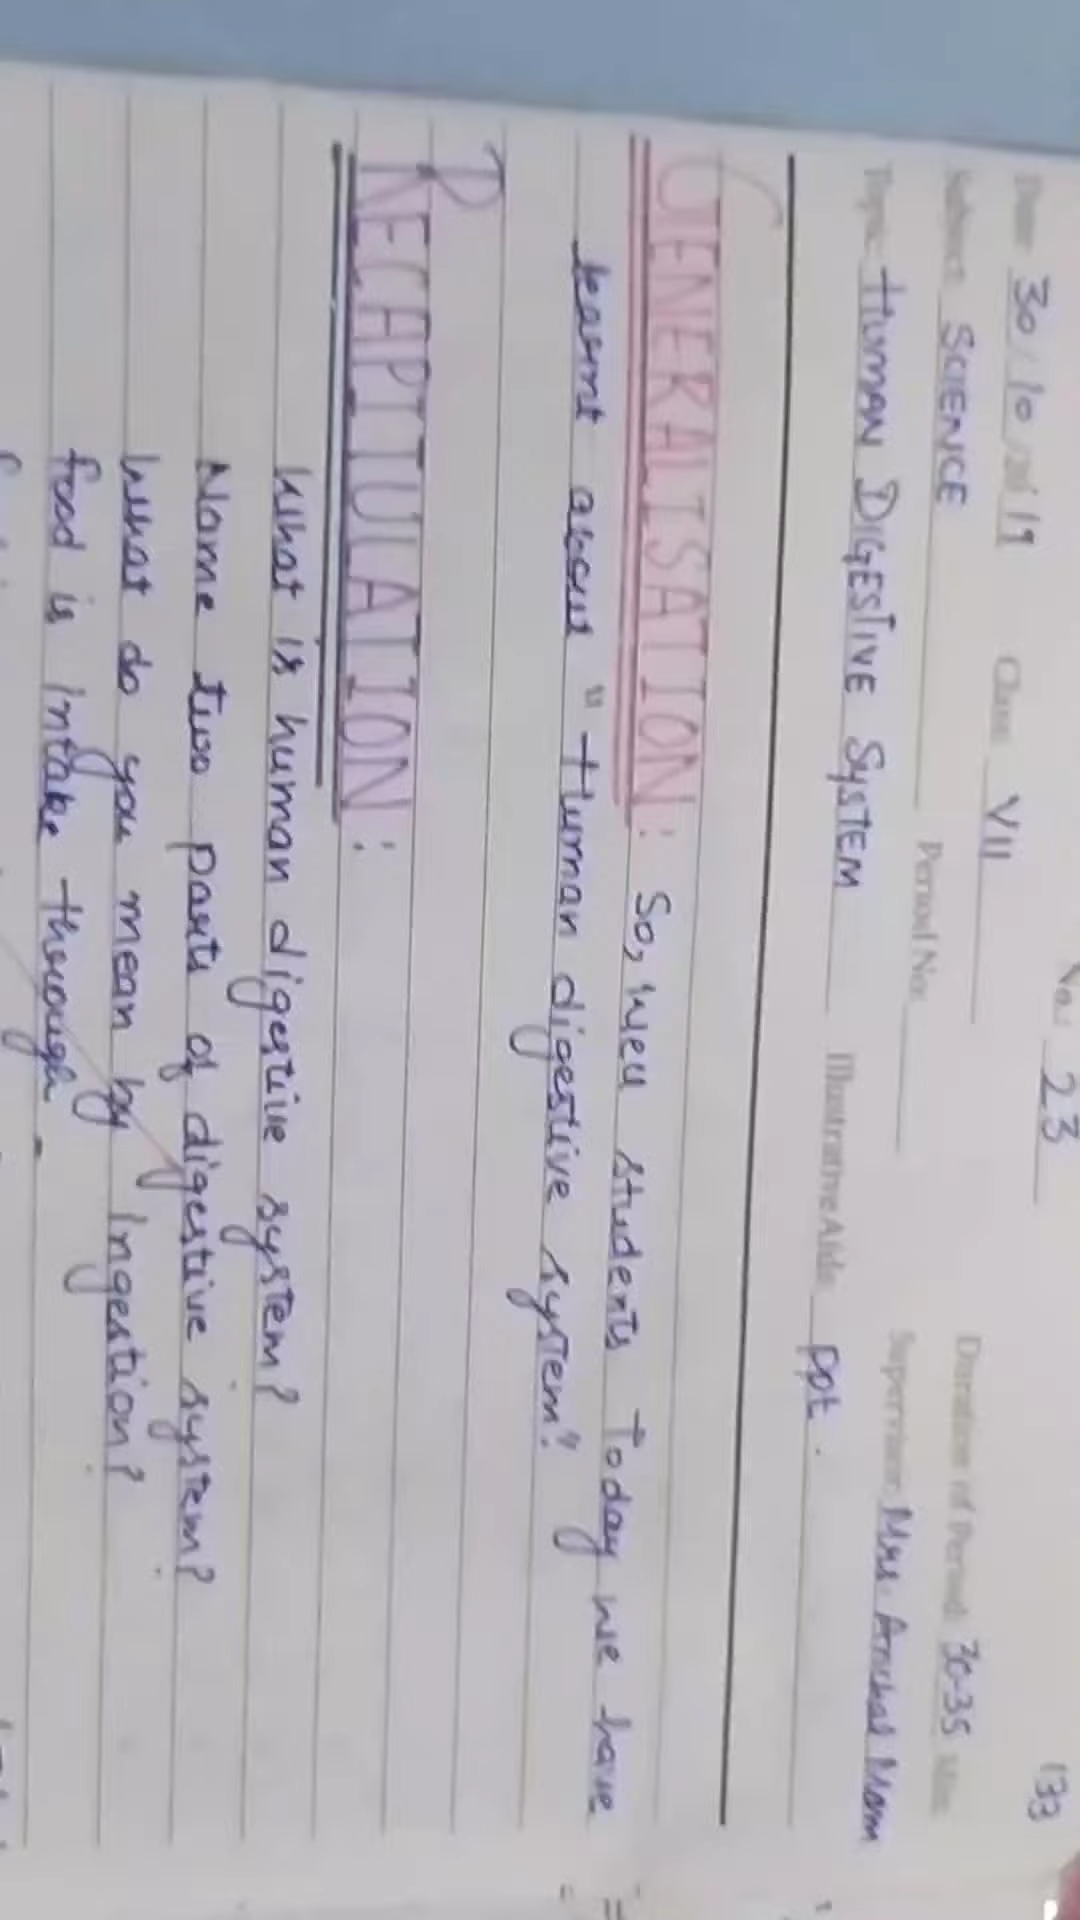 No. 23
133
Date 30/10/2019 Class VII Duration of Period 30-35 Min.
Subject SCIENCE Period No. Supervisor Mrs. Anchal Mam
Topic HUMAN DIGESTIVE SYSTEM Illustrative Aids ppt.
GENERALISATION: So, well students Today we have
learnt about "Human digestive system".
RECAPITULATION:
What is human digestive system?
Name two parts of digestive system?
What do you mean by Ingestion?
food is Intake through